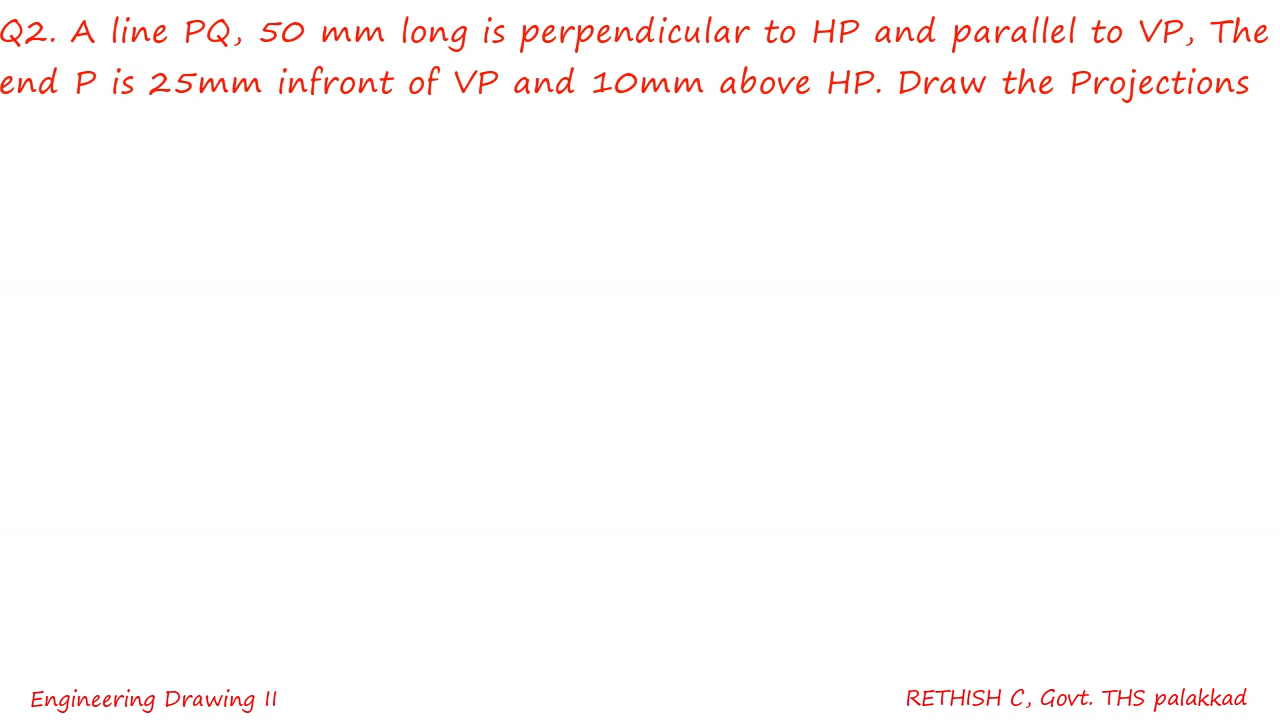 Q2. A line PQ, 50 mm long is perpendicular to HP and parallel to VP, The
end P is 25mm infront of VP and 10mm above HP. Draw the Projections
Engineering Drawing II
RETHISH C, Govt. THS palakkad